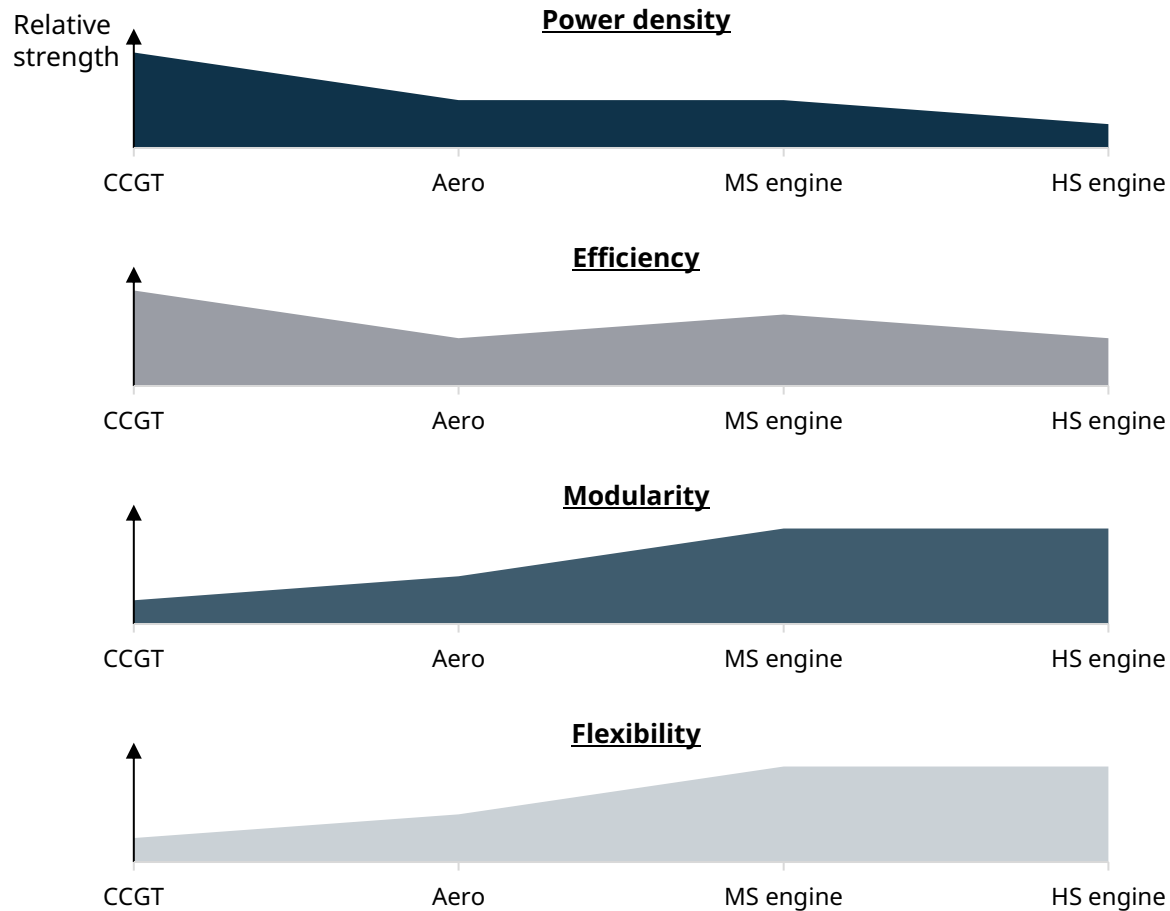 Relative
strength
Power density
CCGT Aero MS engine HS engine
Efficiency
CCGT Aero MS engine HS engine
Modularity
CCGT Aero MS engine HS engine
Flexibility
CCGT Aero MS engine HS engine